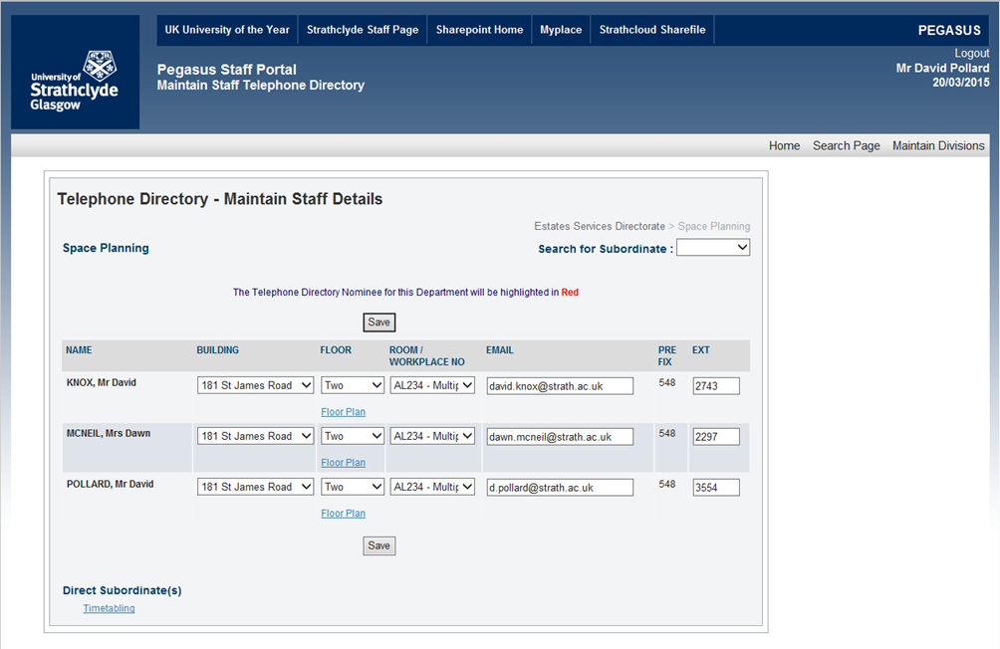 UK University of the Year Strathclyde Staff Page Sharepoint Home Myplace Strathcloud Sharefile PEGASUS
Logout
University of
Strathclyde
Glasgow
Pegasus Staff Portal
Maintain Staff Telephone Directory
Mr David Pollard
20/03/2015
Home Search Page Maintain Divisions
Telephone Directory - Maintain Staff Details
Estates Services Directorate > Space Planning
Space Planning Search for Subordinate :
The Telephone Directory Nominee for this Department will be highlighted in Red
Save
NAME BUILDING FLOOR ROOM / WORKPLACE NO EMAIL PRE FIX EXT
KNOX, Mr David 181 St James Road Two AL234 - Multip david.knox@strath.ac.uk 548 2743
Floor Plan
MCNEIL, Mrs Dawn 181 St James Road Two AL234 - Multip dawn.mcneil@strath.ac.uk 548 2297
Floor Plan
POLLARD, Mr David 181 St James Road Two AL234 - Multip d.pollard@strath.ac.uk 548 3554
Floor Plan
Save
Direct Subordinate(s)
Timetabling